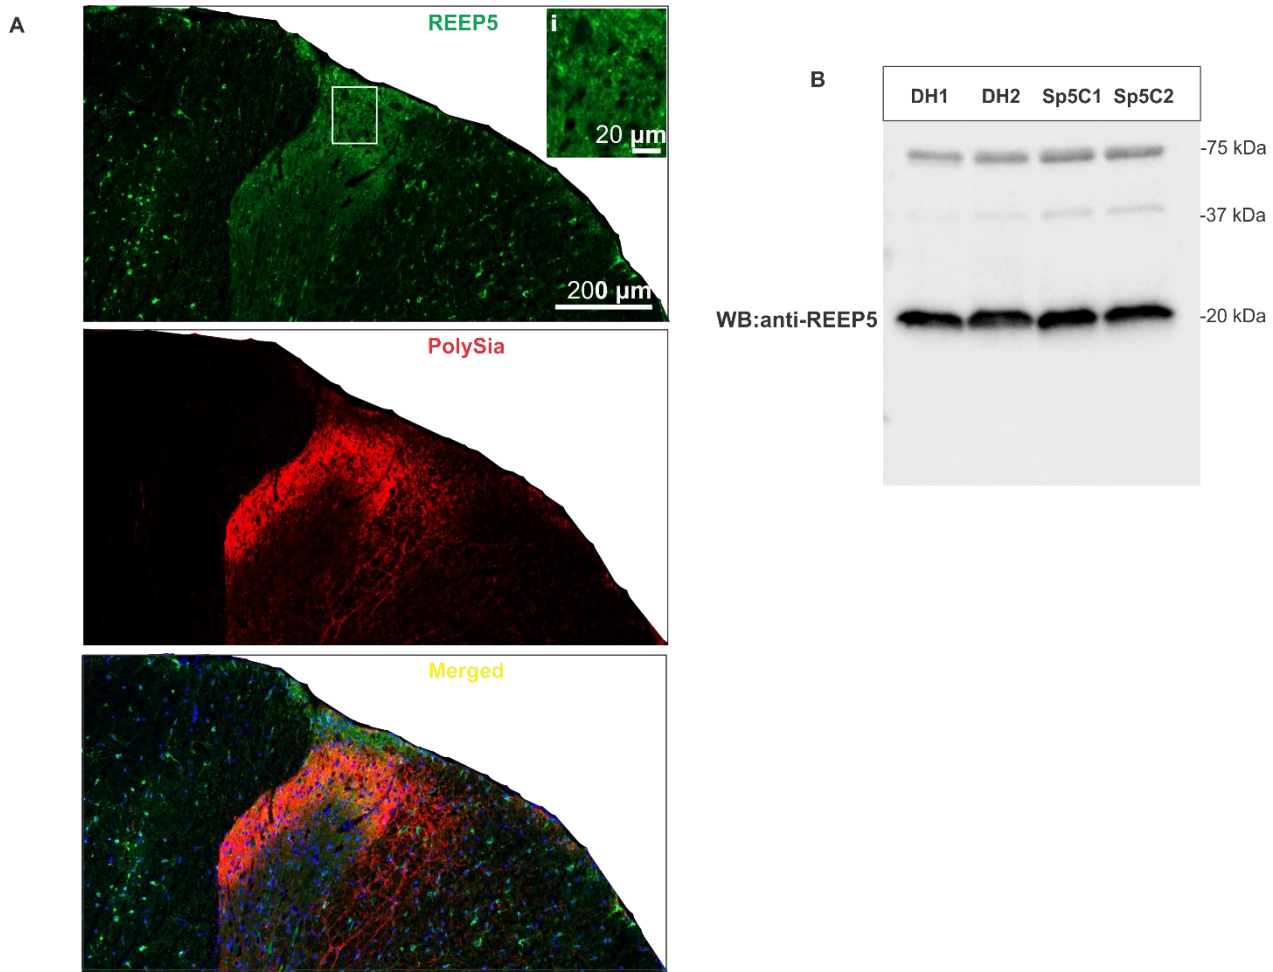 A
REEP5
i
20 µm
200 µm
PolySia
Merged
B
DH1 DH2 Sp5C1 Sp5C2
-75 kDa
-37 kDa
WB:anti-REEP5
-20 kDa